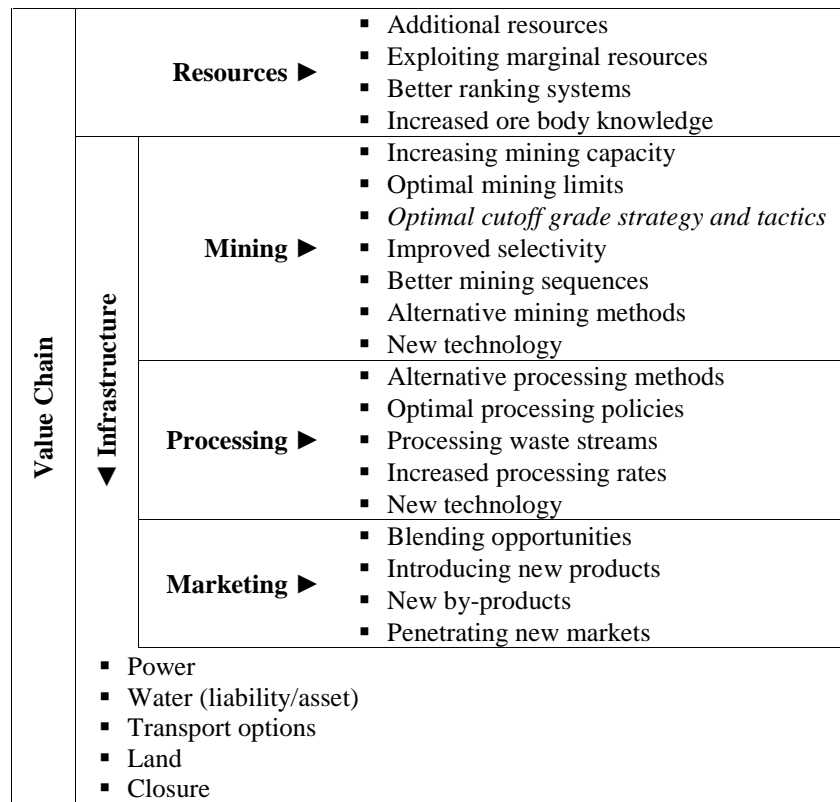 Value Chain
Resources ►
▪ Additional resources
▪ Exploiting marginal resources
▪ Better ranking systems
▪ Increased ore body knowledge
◄ Infrastructure
Mining ►
▪ Increasing mining capacity
▪ Optimal mining limits
▪ Optimal cutoff grade strategy and tactics
▪ Improved selectivity
▪ Better mining sequences
▪ Alternative mining methods
▪ New technology
Processing ►
▪ Alternative processing methods
▪ Optimal processing policies
▪ Processing waste streams
▪ Increased processing rates
▪ New technology
Marketing ►
▪ Blending opportunities
▪ Introducing new products
▪ New by-products
▪ Penetrating new markets
▪ Power
▪ Water (liability/asset)
▪ Transport options
▪ Land
▪ Closure